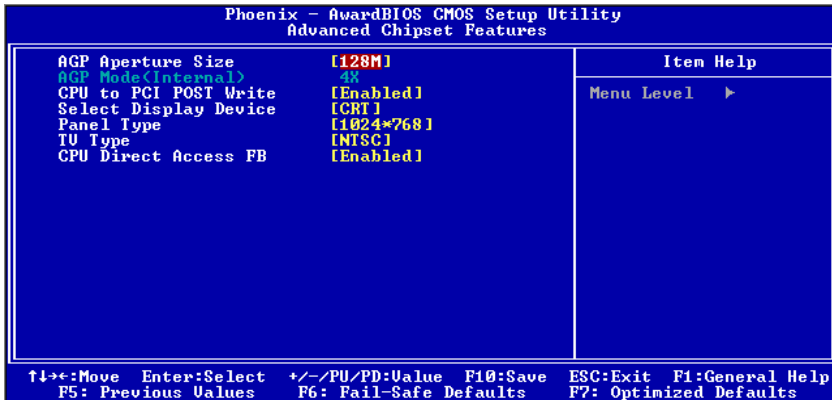 Phoenix - AwardBIOS CMOS Setup Utility
Advanced Chipset Features
AGP Aperture Size [128M]
AGP Mode(Internal) 4X
CPU to PCI POST Write [Enabled]
Select Display Device [CRT]
Panel Type [1024*768]
TV Type [NTSC]
CPU Direct Access FB [Enabled]
Item Help
Menu Level ►
↑↓→←:Move Enter:Select +/-/PU/PD:Value F10:Save ESC:Exit F1:General Help
F5: Previous Values F6: Fail-Safe Defaults F7: Optimized Defaults